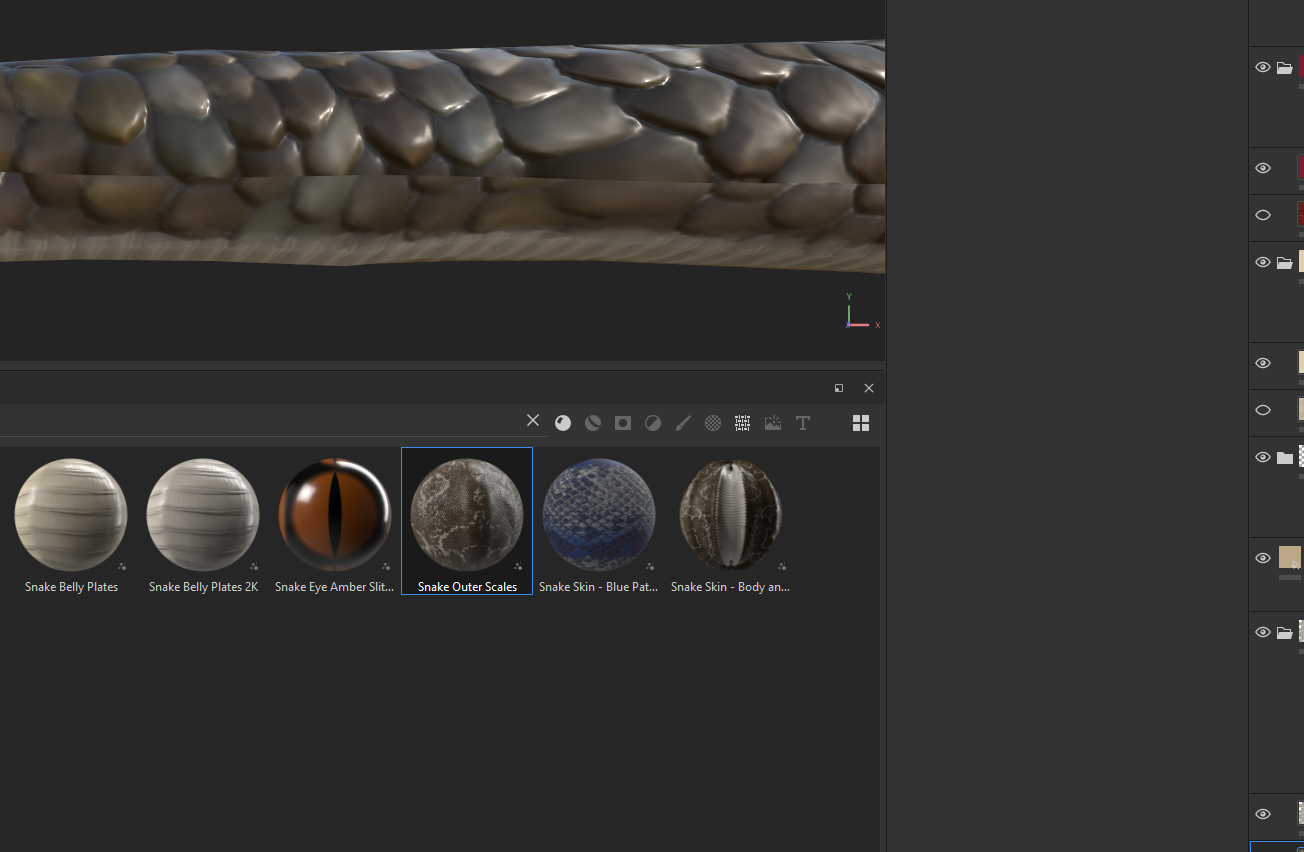 Y
X
Snake Belly Plates
Snake Belly Plates 2K
Snake Eye Amber Slit...
Snake Outer Scales
Snake Skin - Blue Pat...
Snake Skin - Body an...